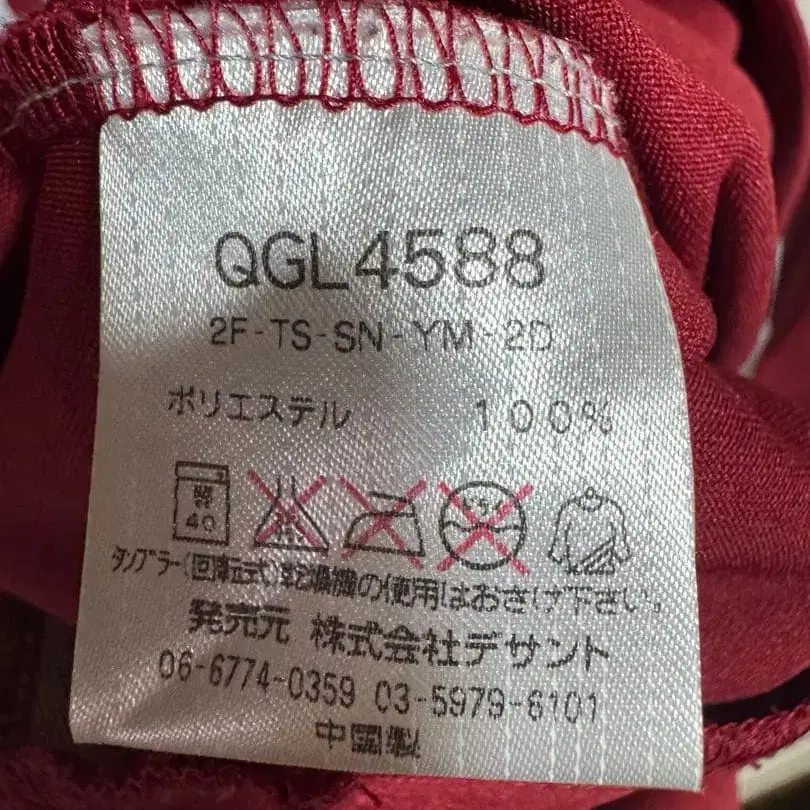 QGL4588
2F-TS-SN-YM-2D
ポリエステル 100%
40
タンブラー(回転式)乾燥機の使用はおさけ下さい。
発売元 株式会社デサント
06-6774-0359 03-5979-6101
中国製